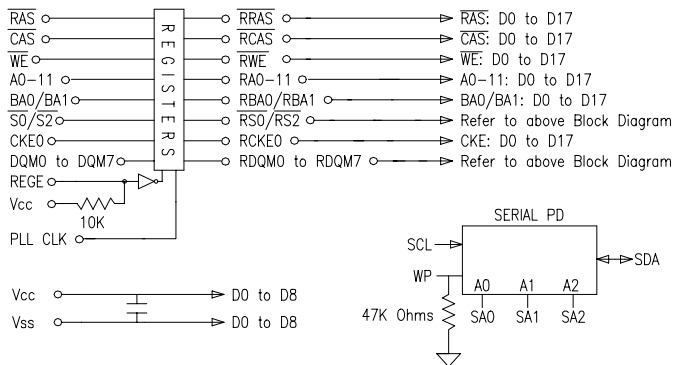 RAS RRAS RAS: D0 to D17
CAS RCAS CAS: D0 to D17
WE RWE WE: D0 to D17
A0-11 RA0-11 A0-11: D0 to D17
BA0/BA1 RBA0/RBA1 BA0/BA1: D0 to D17
S0/S2 RS0/RS2 Refer to above Block Diagram
CKE0 RCKE0 CKE: D0 to D17
DQM0 to DQM7 RDQM0 to RDQM7 Refer to above Block Diagram
REGISTERS
REGE
Vcc
10K
PLL CLK
Vcc D0 to D8
Vss D0 to D8
SERIAL PD
SCL SDA
WP
A0 A1 A2
47K Ohms SA0 SA1 SA2